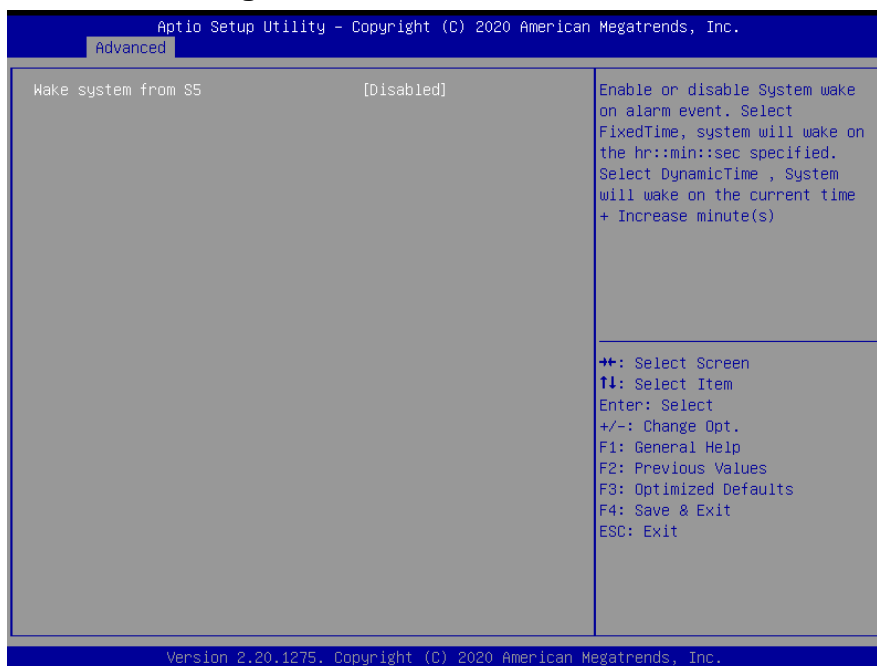 Aptio Setup Utility – Copyright (C) 2020 American Megatrends, Inc.
Advanced
Wake system from S5 [Disabled]
Enable or disable System wake
on alarm event. Select
FixedTime, system will wake on
the hr::min::sec specified.
Select DynamicTime , System
will wake on the current time
+ Increase minute(s)
→←: Select Screen
↑↓: Select Item
Enter: Select
+/-: Change Opt.
F1: General Help
F2: Previous Values
F3: Optimized Defaults
F4: Save & Exit
ESC: Exit
Version 2.20.1275. Copyright (C) 2020 American Megatrends, Inc.